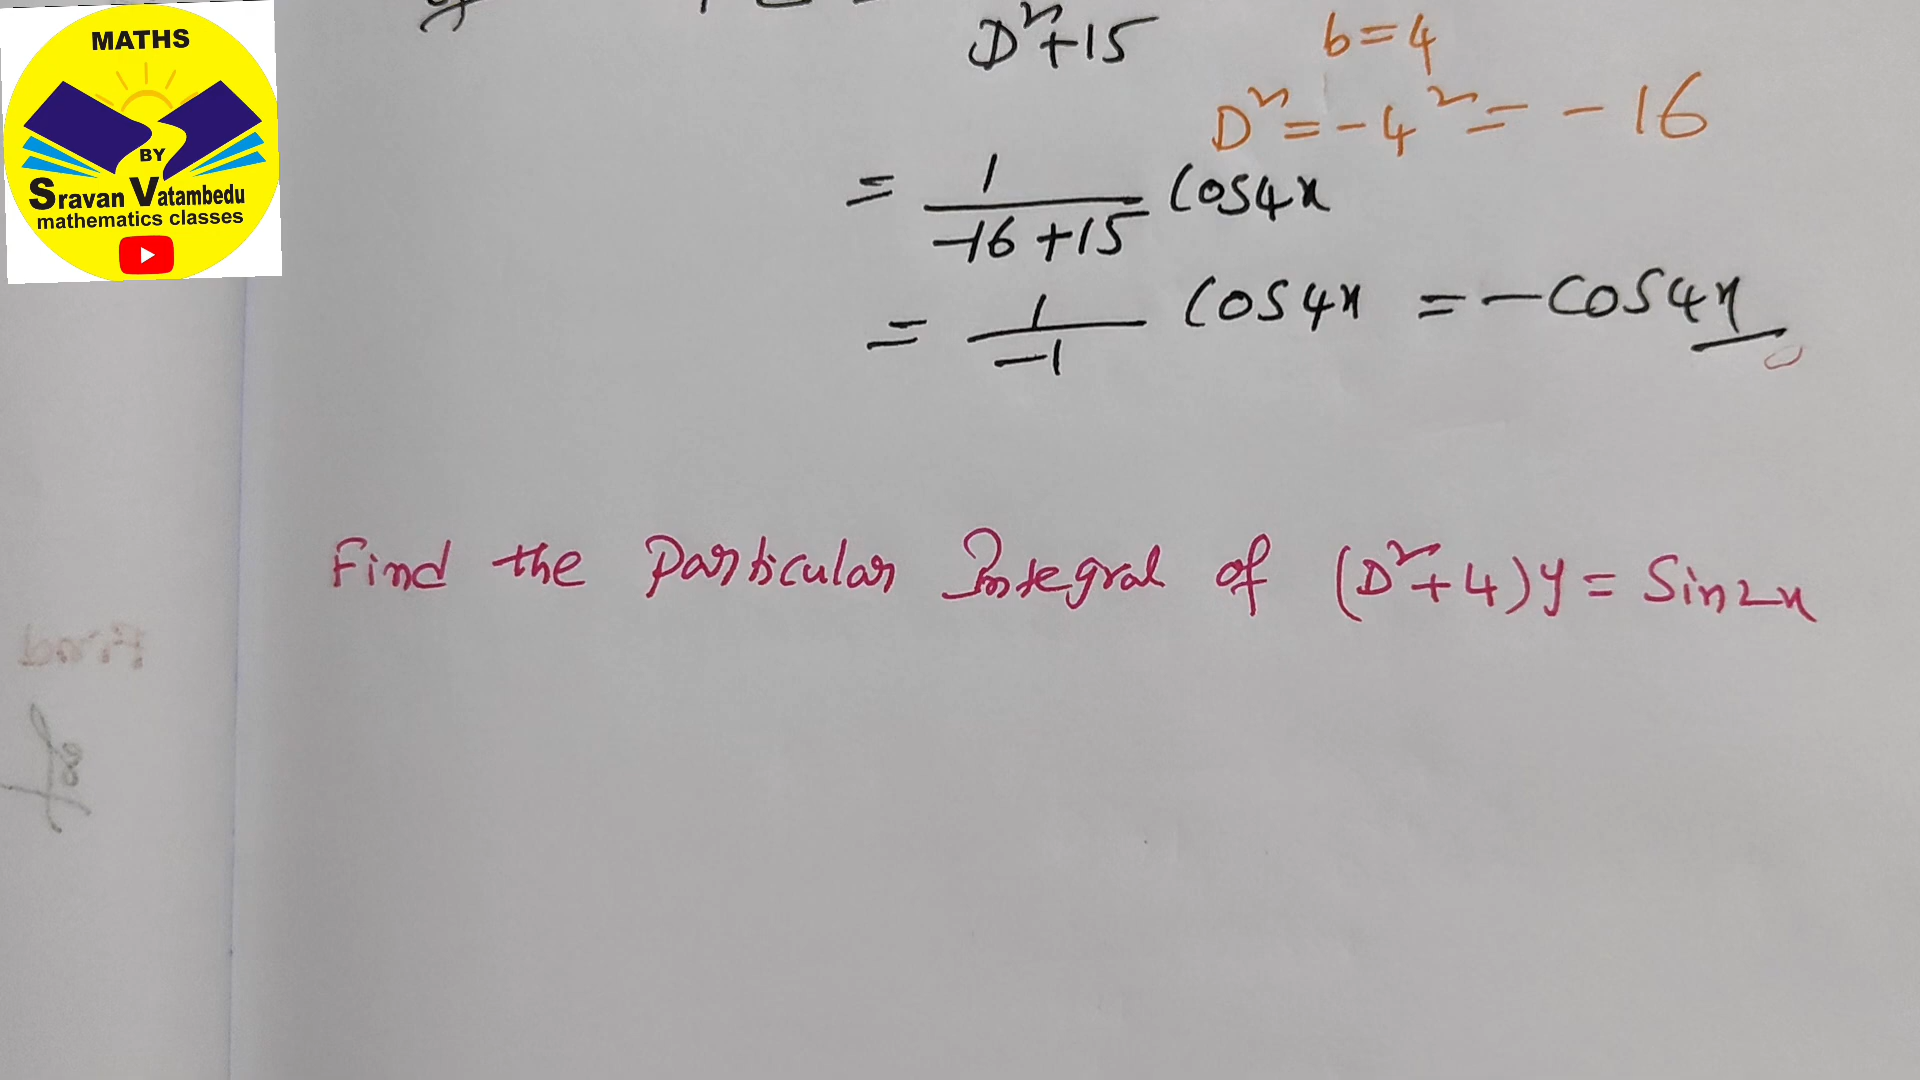 MATHS
BY
Sravan Vatambedu
mathematics classes
D²+15
b=4
D²=-4²=-16
= 1/(-16+15) Cos4x
= 1/-1 Cos4x = -Cos4x
Find the Particular Integral of (D²+4)y = Sin2x